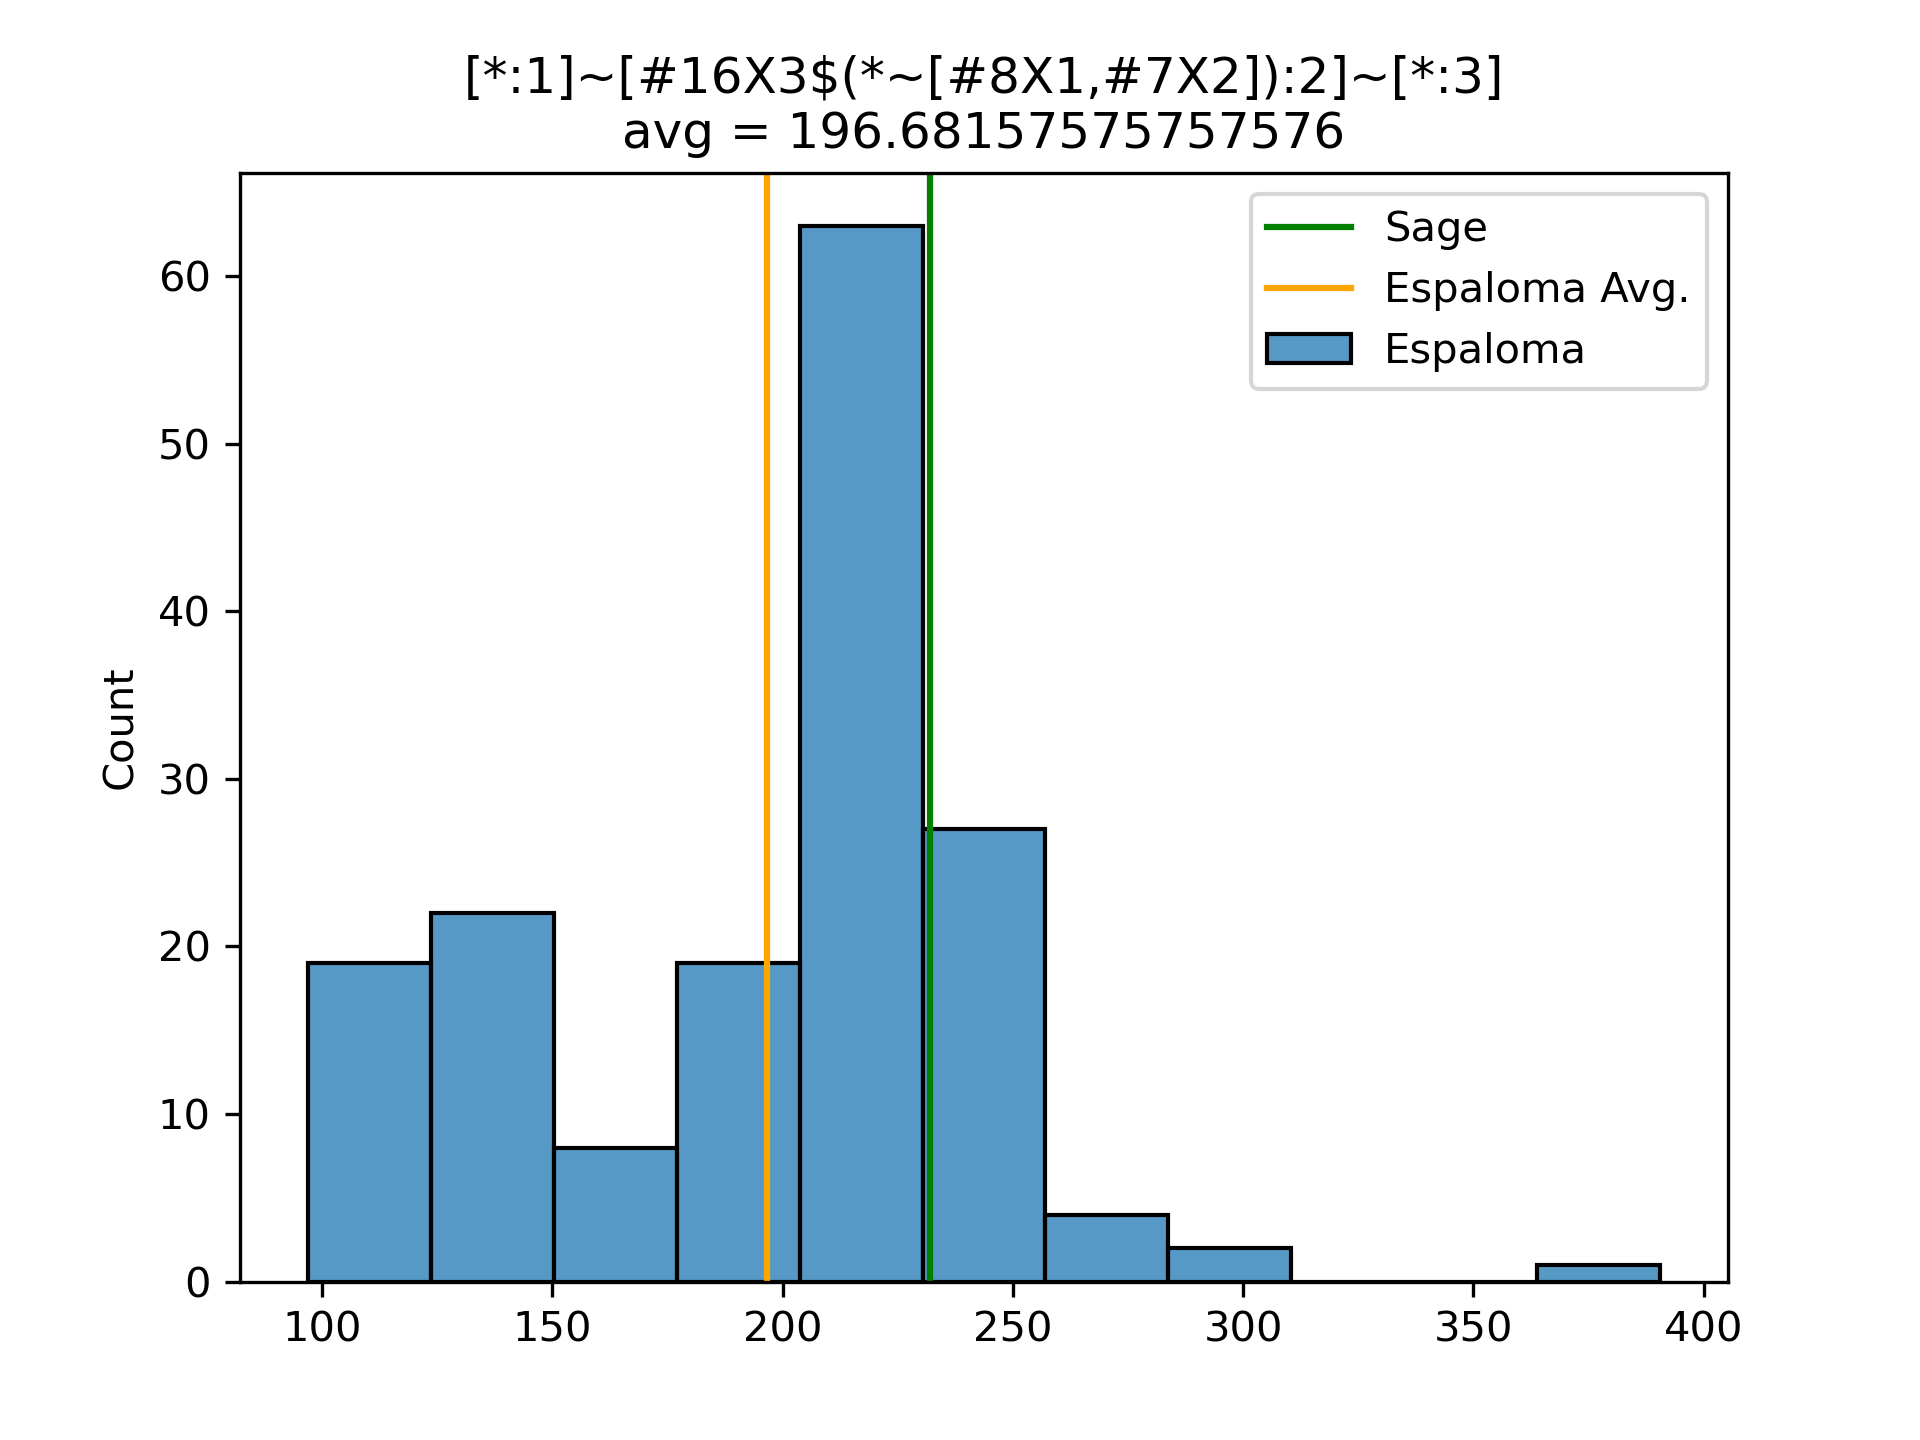 [*:1]~[#16X3$(*~[#8X1,#7X2]):2]~[*:3]
avg = 196.68157575757576
Sage
Espaloma Avg.
Espaloma
Count
60
50
40
30
20
10
0
100 150 200 250 300 350 400